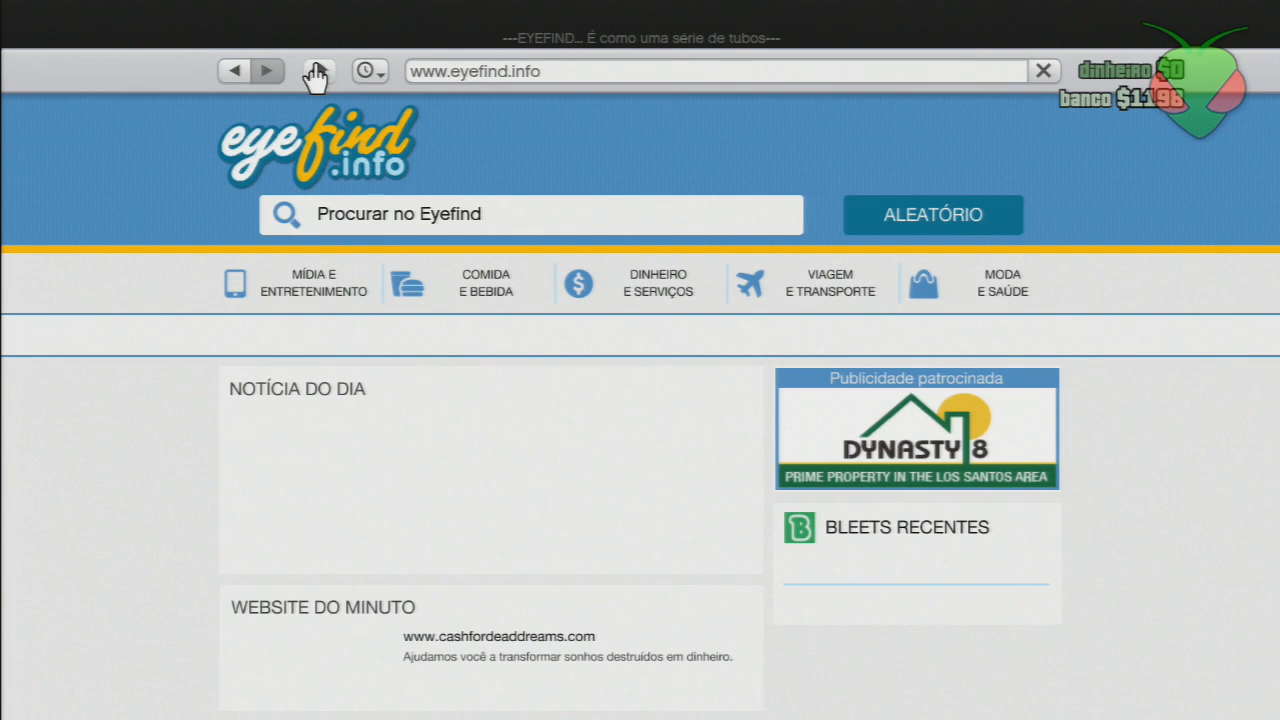 ---EYEFIND... É como uma série de tubos---
www.eyefind.info
dinheiro $0
banco $1198
eyefind
.info
Procurar no Eyefind
ALEATÓRIO
MÍDIA E
ENTRETENIMENTO
COMIDA
E BEBIDA
DINHEIRO
E SERVIÇOS
VIAGEM
E TRANSPORTE
MODA
E SAÚDE
NOTÍCIA DO DIA
Publicidade patrocinada
DYNASTY 8
PRIME PROPERTY IN THE LOS SANTOS AREA
B
BLEETS RECENTES
WEBSITE DO MINUTO
www.cashfordeaddreams.com
Ajudamos você a transformar sonhos destruídos em dinheiro.